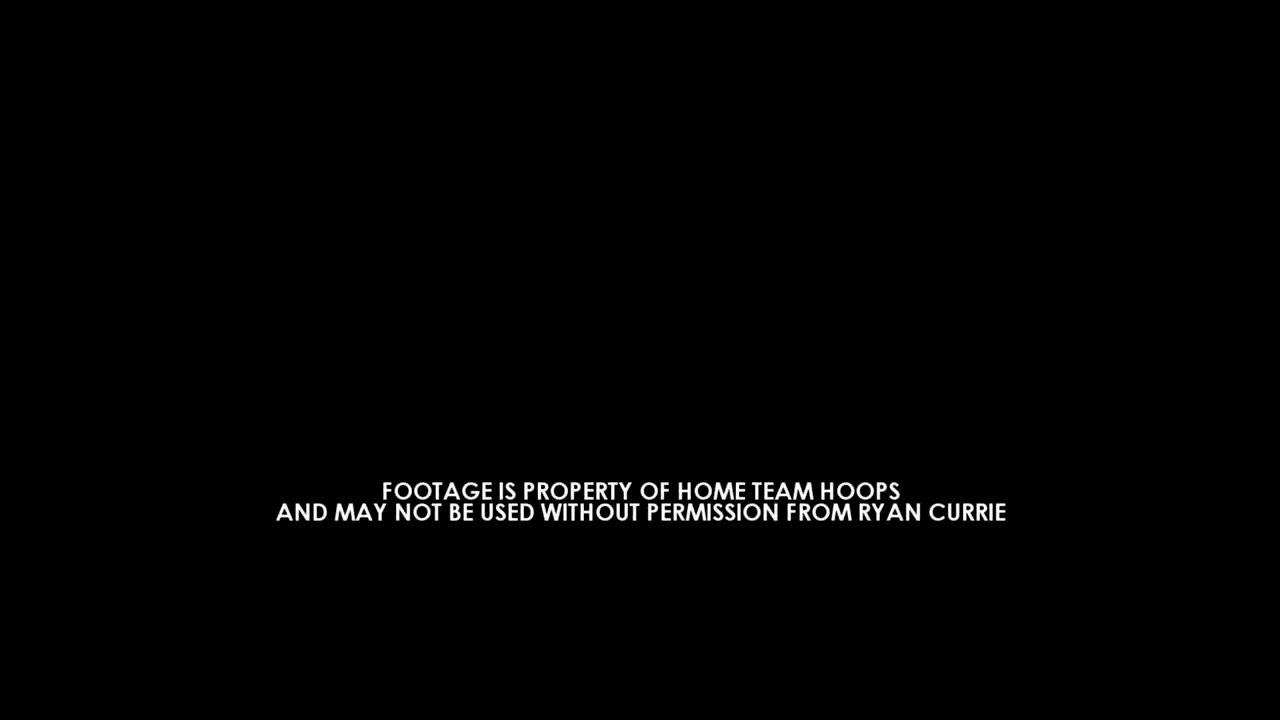 FOOTAGE IS PROPERTY OF HOME TEAM HOOPS
AND MAY NOT BE USED WITHOUT PERMISSION FROM RYAN CURRIE